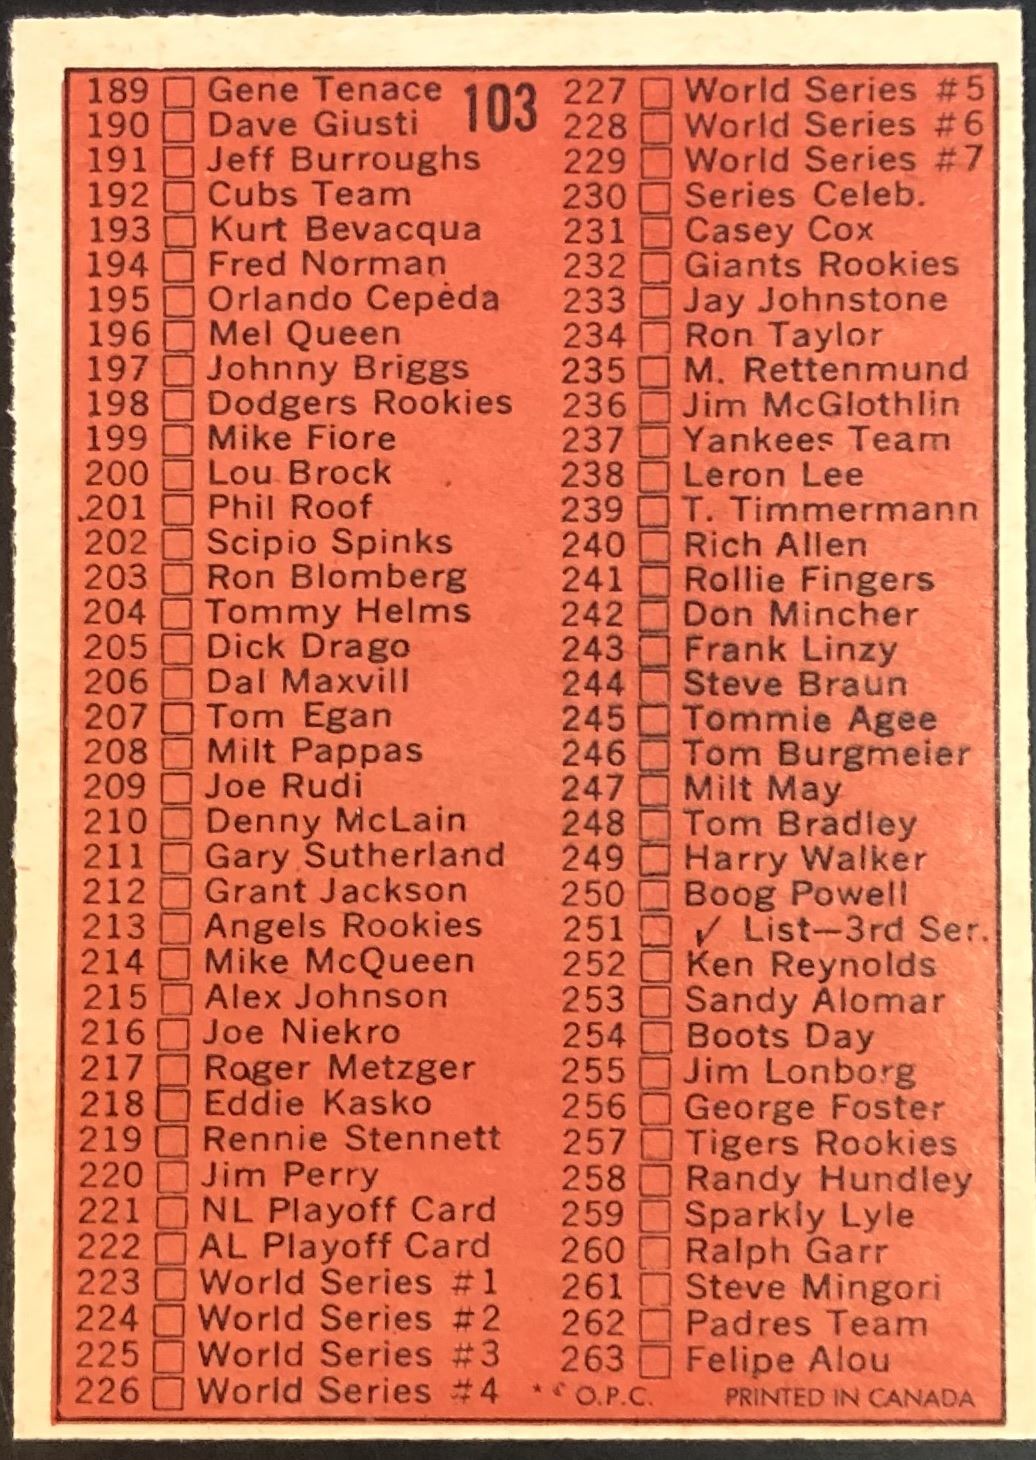 103
189 Gene Tenace
190 Dave Giusti
191 Jeff Burroughs
192 Cubs Team
193 Kurt Bevacqua
194 Fred Norman
195 Orlando Cepeda
196 Mel Queen
197 Johnny Briggs
198 Dodgers Rookies
199 Mike Fiore
200 Lou Brock
201 Phil Roof
202 Scipio Spinks
203 Ron Blomberg
204 Tommy Helms
205 Dick Drago
206 Dal Maxvill
207 Tom Egan
208 Milt Pappas
209 Joe Rudi
210 Denny McLain
211 Gary Sutherland
212 Grant Jackson
213 Angels Rookies
214 Mike McQueen
215 Alex Johnson
216 Joe Niekro
217 Roger Metzger
218 Eddie Kasko
219 Rennie Stennett
220 Jim Perry
221 NL Playoff Card
222 AL Playoff Card
223 World Series #1
224 World Series #2
225 World Series #3
226 World Series #4
227 World Series #5
228 World Series #6
229 World Series #7
230 Series Celeb.
231 Casey Cox
232 Giants Rookies
233 Jay Johnstone
234 Ron Taylor
235 M. Rettenmund
236 Jim McGlothlin
237 Yankees Team
238 Leron Lee
239 T. Timmermann
240 Rich Allen
241 Rollie Fingers
242 Don Mincher
243 Frank Linzy
244 Steve Braun
245 Tommie Agee
246 Tom Burgmeier
247 Milt May
248 Tom Bradley
249 Harry Walker
250 Boog Powell
251 ✓ List—3rd Ser.
252 Ken Reynolds
253 Sandy Alomar
254 Boots Day
255 Jim Lonborg
256 George Foster
257 Tigers Rookies
258 Randy Hundley
259 Sparkly Lyle
260 Ralph Garr
261 Steve Mingori
262 Padres Team
263 Felipe Alou
* O.P.C. PRINTED IN CANADA